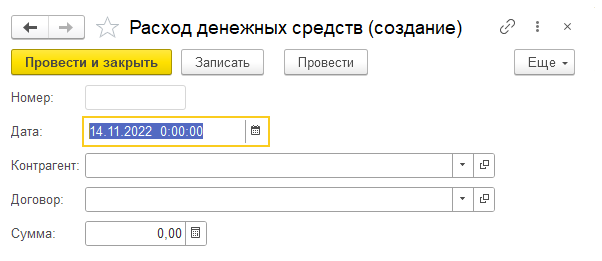 Расход денежных средств (создание)
Провести и закрыть Записать Провести Еще
Номер:
Дата: 14.11.2022 0:00:00
Контрагент:
Договор:
Сумма: 0,00